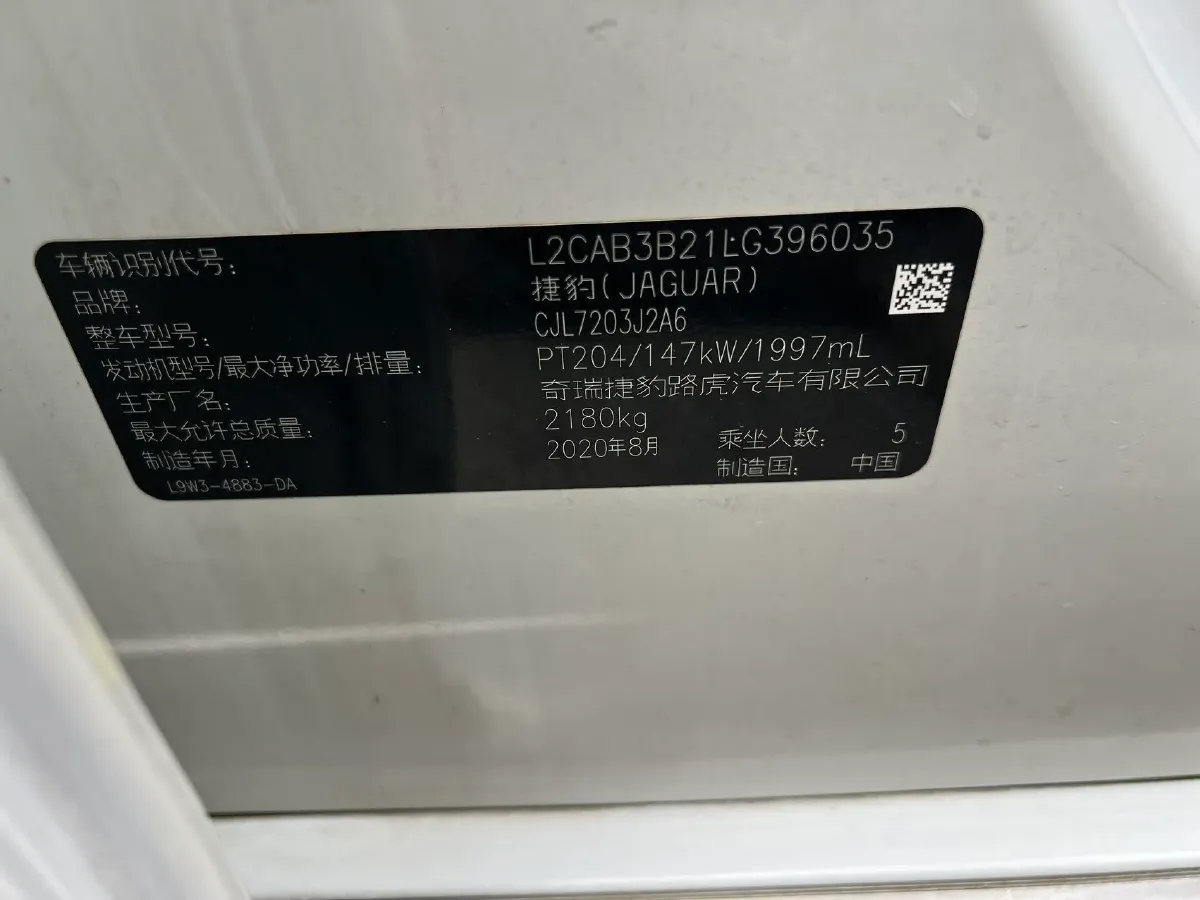 车辆识别代号: L2CAB3B21LG396035
品牌: 捷豹(JAGUAR)
整车型号: CJL7203J2A6
发动机型号/最大净功率/排量: PT204/147kW/1997mL
生产厂名: 奇瑞捷豹路虎汽车有限公司
最大允许总质量: 2180kg 乘坐人数: 5
制造年月: 2020年8月 制造国: 中国
L9W3-4883-DA